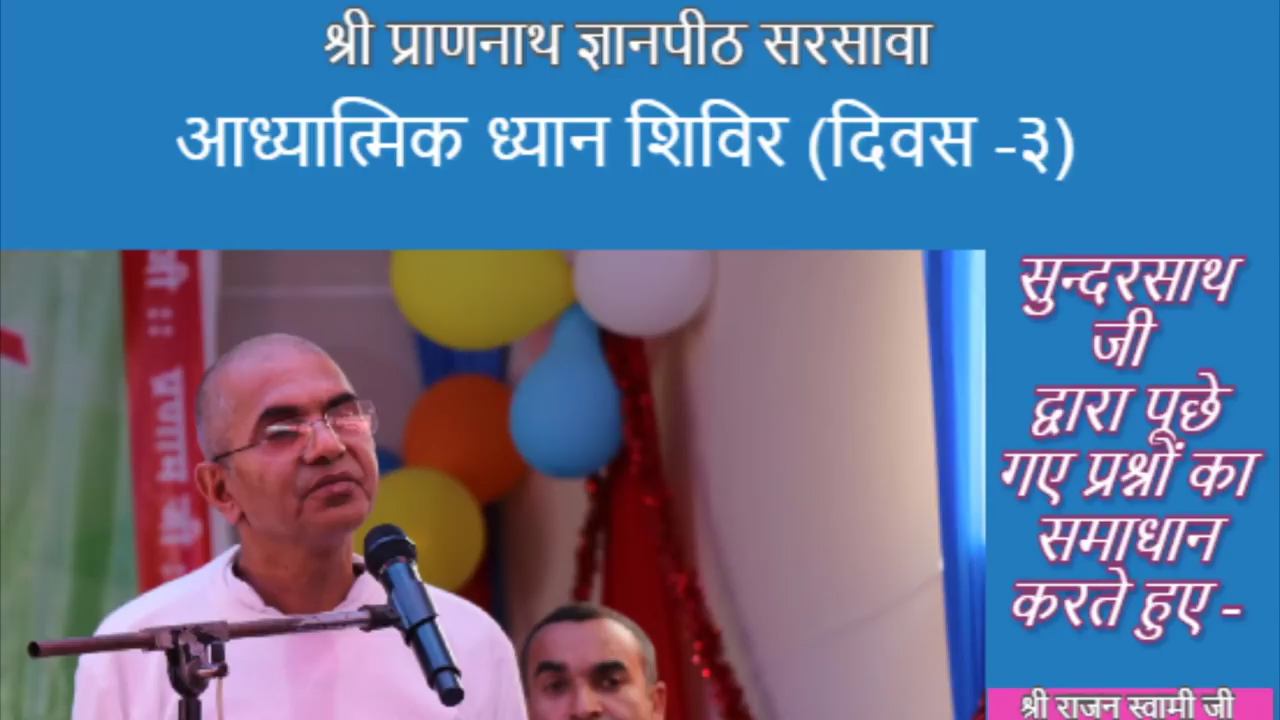 श्री प्राणनाथ ज्ञानपीठ सरसावा
आध्यात्मिक ध्यान शिविर (दिवस -३)
सुन्दरसाथ
जी
द्वारा पूछे
गए प्रश्नों का
समाधान
करते हुए -
श्री राजन स्वामी जी